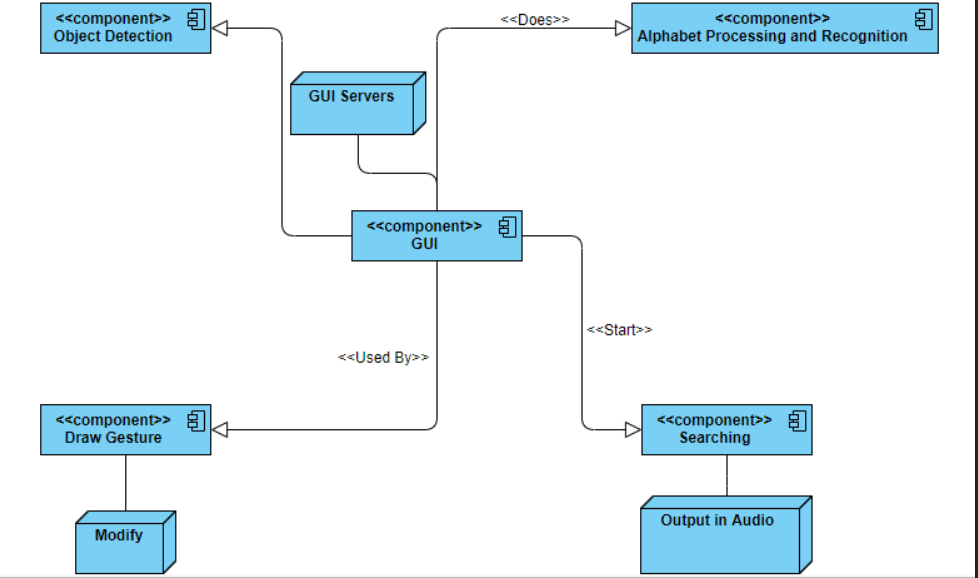 <<component>>
Object Detection
<<Does>>
<<component>>
Alphabet Processing and Recognition
GUI Servers
<<component>>
GUI
<<Start>>
<<Used By>>
<<component>>
Draw Gesture
<<component>>
Searching
Modify
Output in Audio